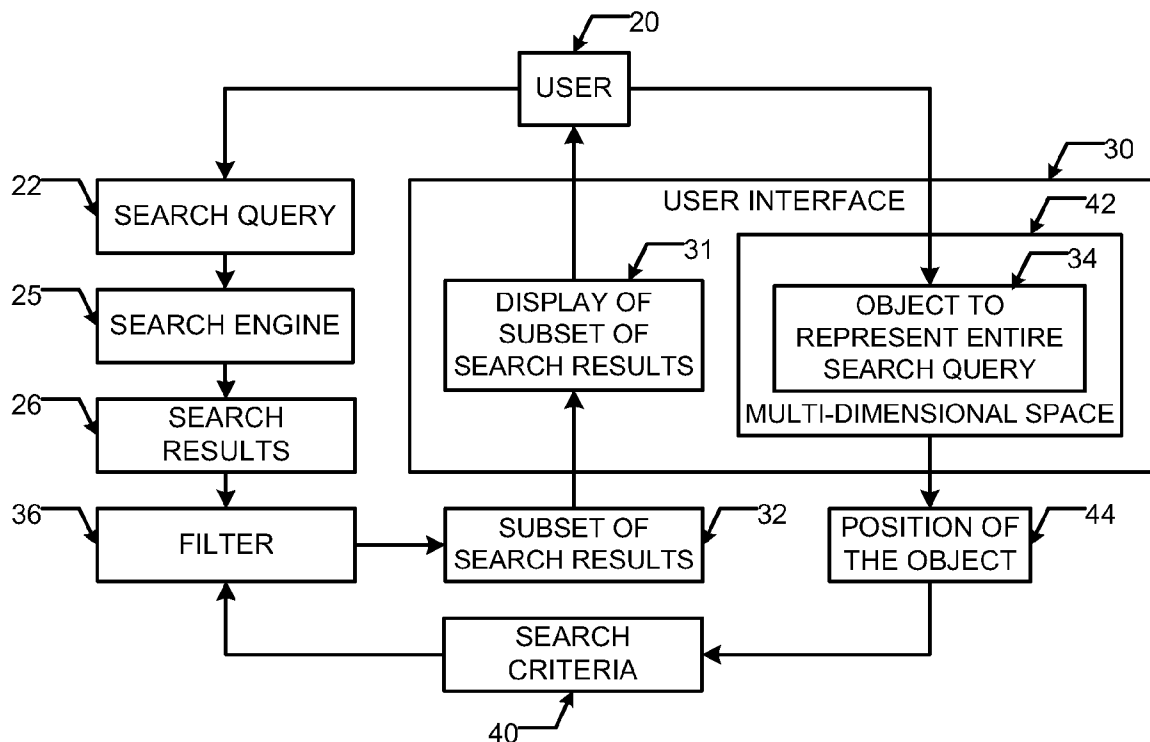 20
USER
30
USER INTERFACE
22
SEARCH QUERY
42
31
34
25
SEARCH ENGINE
DISPLAY OF
SUBSET OF
SEARCH RESULTS
OBJECT TO
REPRESENT ENTIRE
SEARCH QUERY
MULTI-DIMENSIONAL SPACE
26
SEARCH
RESULTS
36
FILTER
SUBSET OF
SEARCH RESULTS
32
POSITION OF
THE OBJECT
44
SEARCH
CRITERIA
40